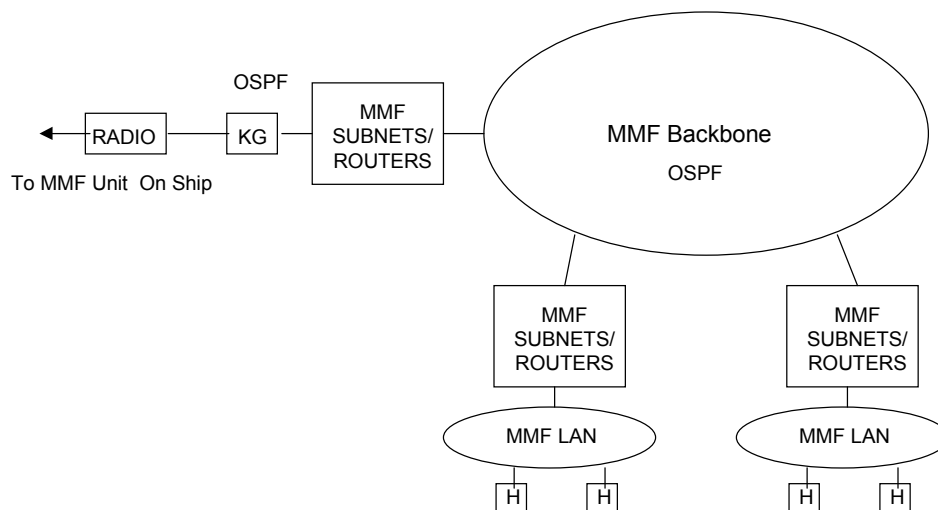 OSPF
RADIO
KG
MMF
SUBNETS/
ROUTERS
To MMF Unit On Ship
MMF Backbone
OSPF
MMF
SUBNETS/
ROUTERS
MMF
SUBNETS/
ROUTERS
MMF LAN
MMF LAN
H
H
H
H